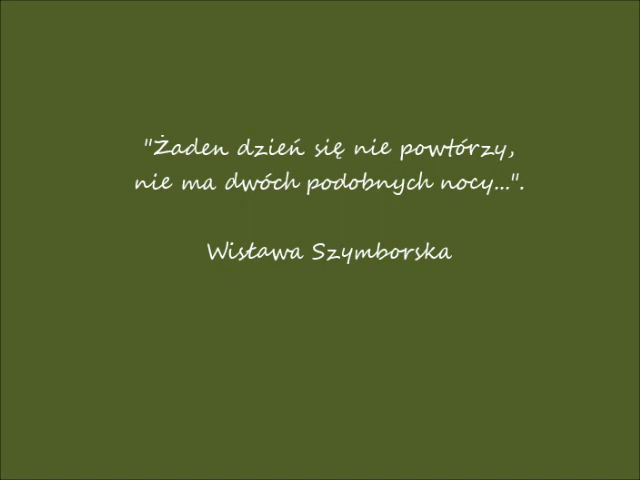 "Żaden dzień się nie powtórzy,
nie ma dwóch podobnych nocy...".
Wisława Szymborska